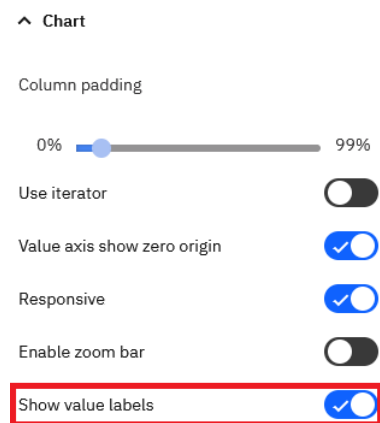 Chart
Column padding
0% 99%
Use iterator
Value axis show zero origin
Responsive
Enable zoom bar
Show value labels